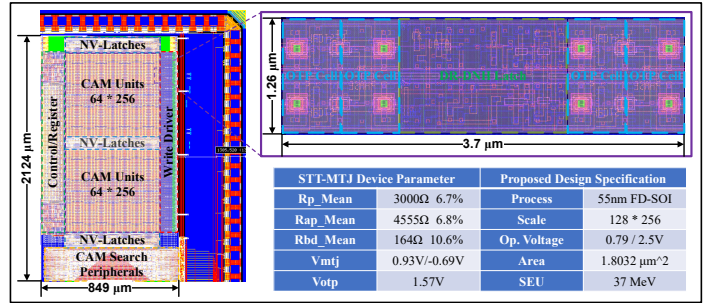 NV-Latches
CAM Units
64 * 256
Control/Register
Write Driver
NV-Latches
CAM Units
64 * 256
NV-Latches
CAM Search
Peripherals
2124 μm
849 μm
1.26 μm
3.7 μm
STT-MTJ Device Parameter Proposed Design Specification
Rp_Mean 3000Ω 6.7% Process 55nm FD-SOI
Rap_Mean 4555Ω 6.8% Scale 128 * 256
Rbd_Mean 164Ω 10.6% Op. Voltage 0.79 / 2.5V
Vmtj 0.93V/-0.69V Area 1.8032 μm^2
Votp 1.57V SEU 37 MeV